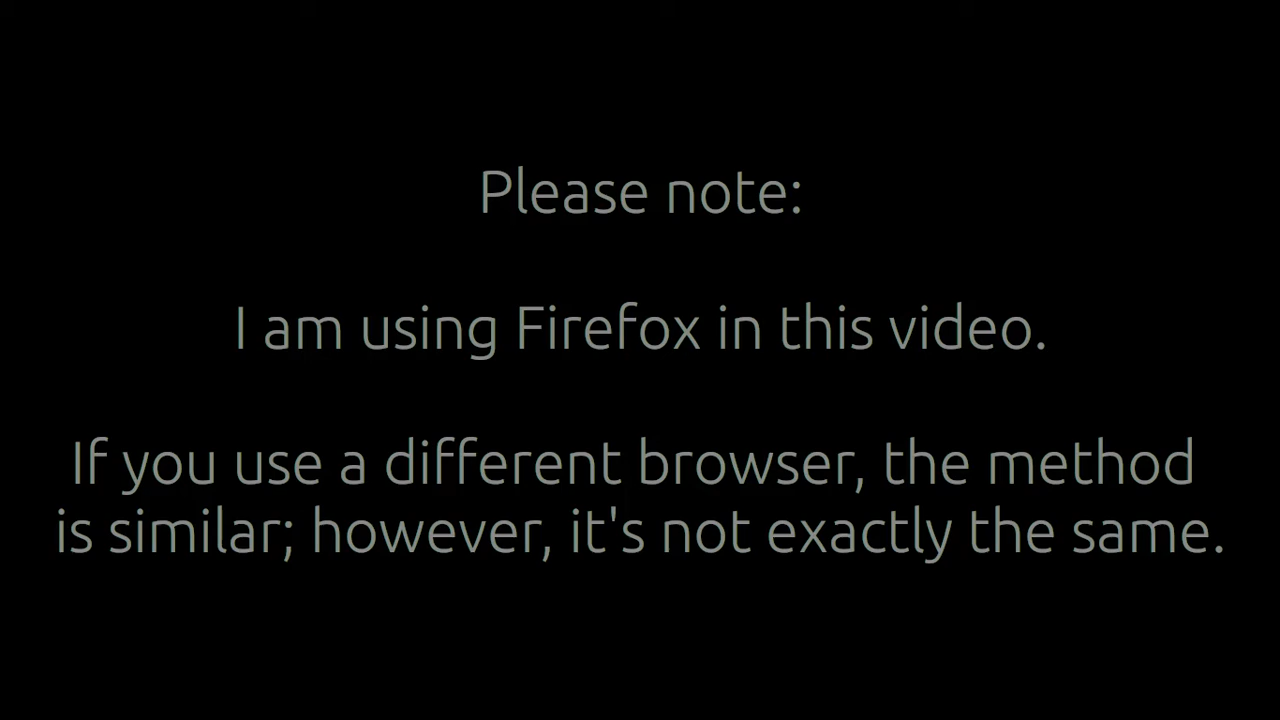 Please note:
I am using Firefox in this video.
If you use a different browser, the method
is similar; however, it's not exactly the same.